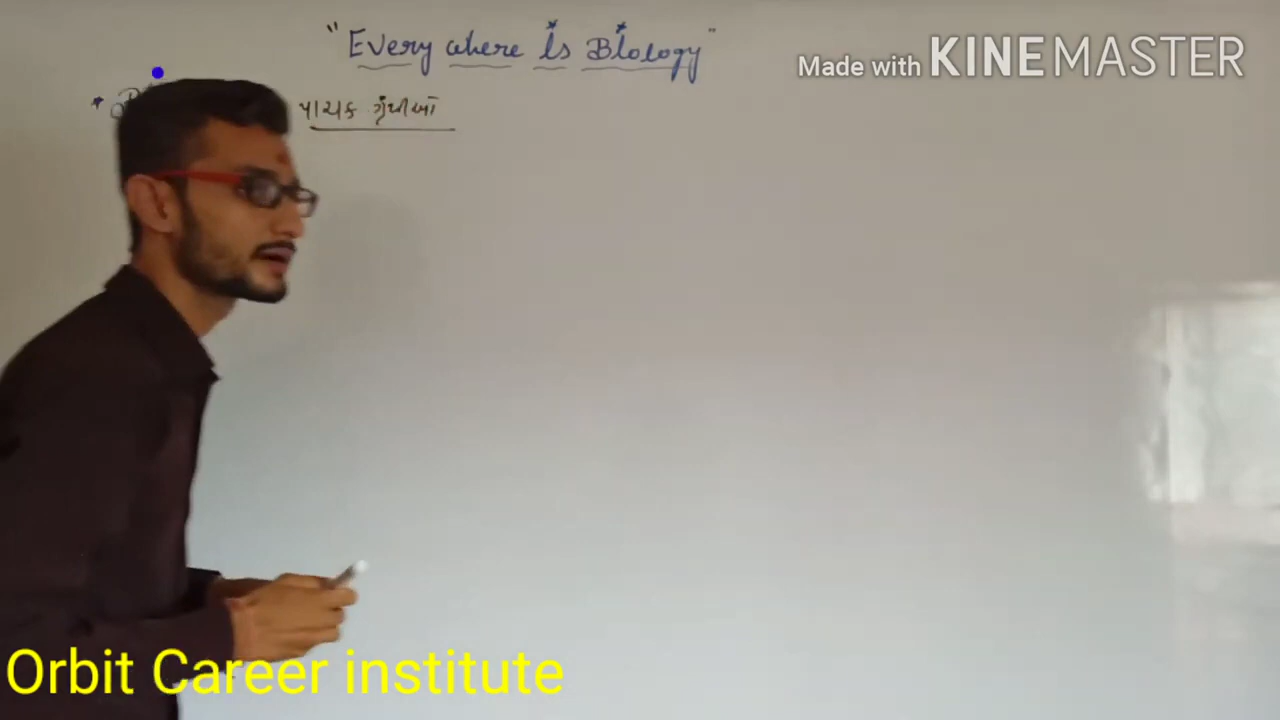 "Every where is Biology"
Made with KINEMASTER
પાચક ગ્રંથીઓ
Orbit Career institute